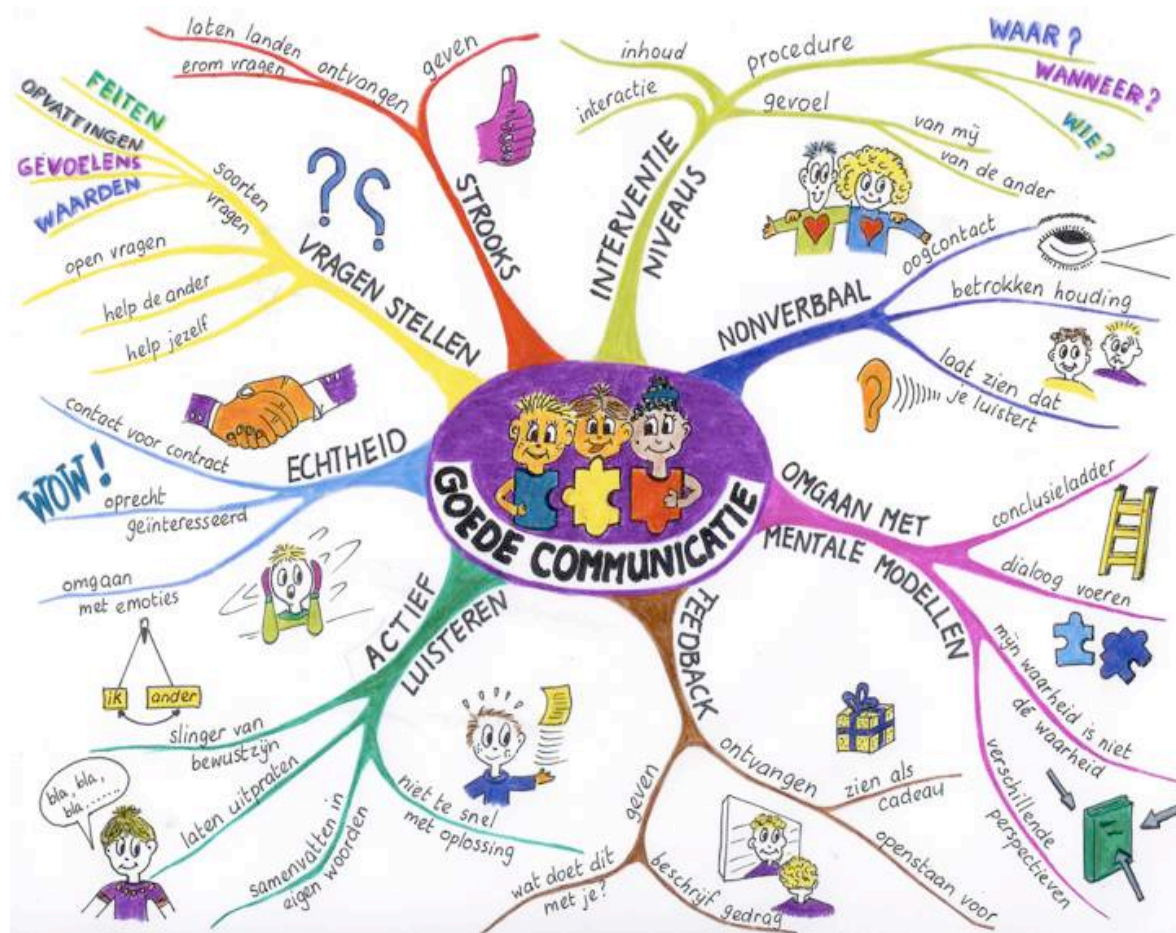 GOEDE COMMUNICATIE
INTERVENTIE
NIVEAUS
inhoud
interactie
procedure
WAAR?
WANNEER?
WIE?
gevoel
van mij
van de ander
NONVERBAAL
oogcontact
betrokken houding
laat zien dat
je luistert
OMGAAN MET
MENTALE MODELLEN
conclusieladder
dialoog voeren
mijn waarheid is niet
dé waarheid
verschillende
perspectieven
FEEDBACK
ontvangen
zien als
cadeau
openstaan voor
geven
beschrijf gedrag
wat doet dit
met je?
ACTIEF
LUISTEREN
niet te snel
met oplossing
samenvatten in
eigen woorden
laten uitpraten
slinger van
bewustzijn
ik
ander
bla, bla,
bla.......
ECHTHEID
contact voor contract
WOW!
oprecht
geïnteresseerd
omgaan
met emoties
VRAGEN STELLEN
soorten
vragen
FEITEN
OPVATTINGEN
GEVOELENS
WAARDEN
open vragen
help de ander
help jezelf
STROOKS
ontvangen
laten landen
erom vragen
geven